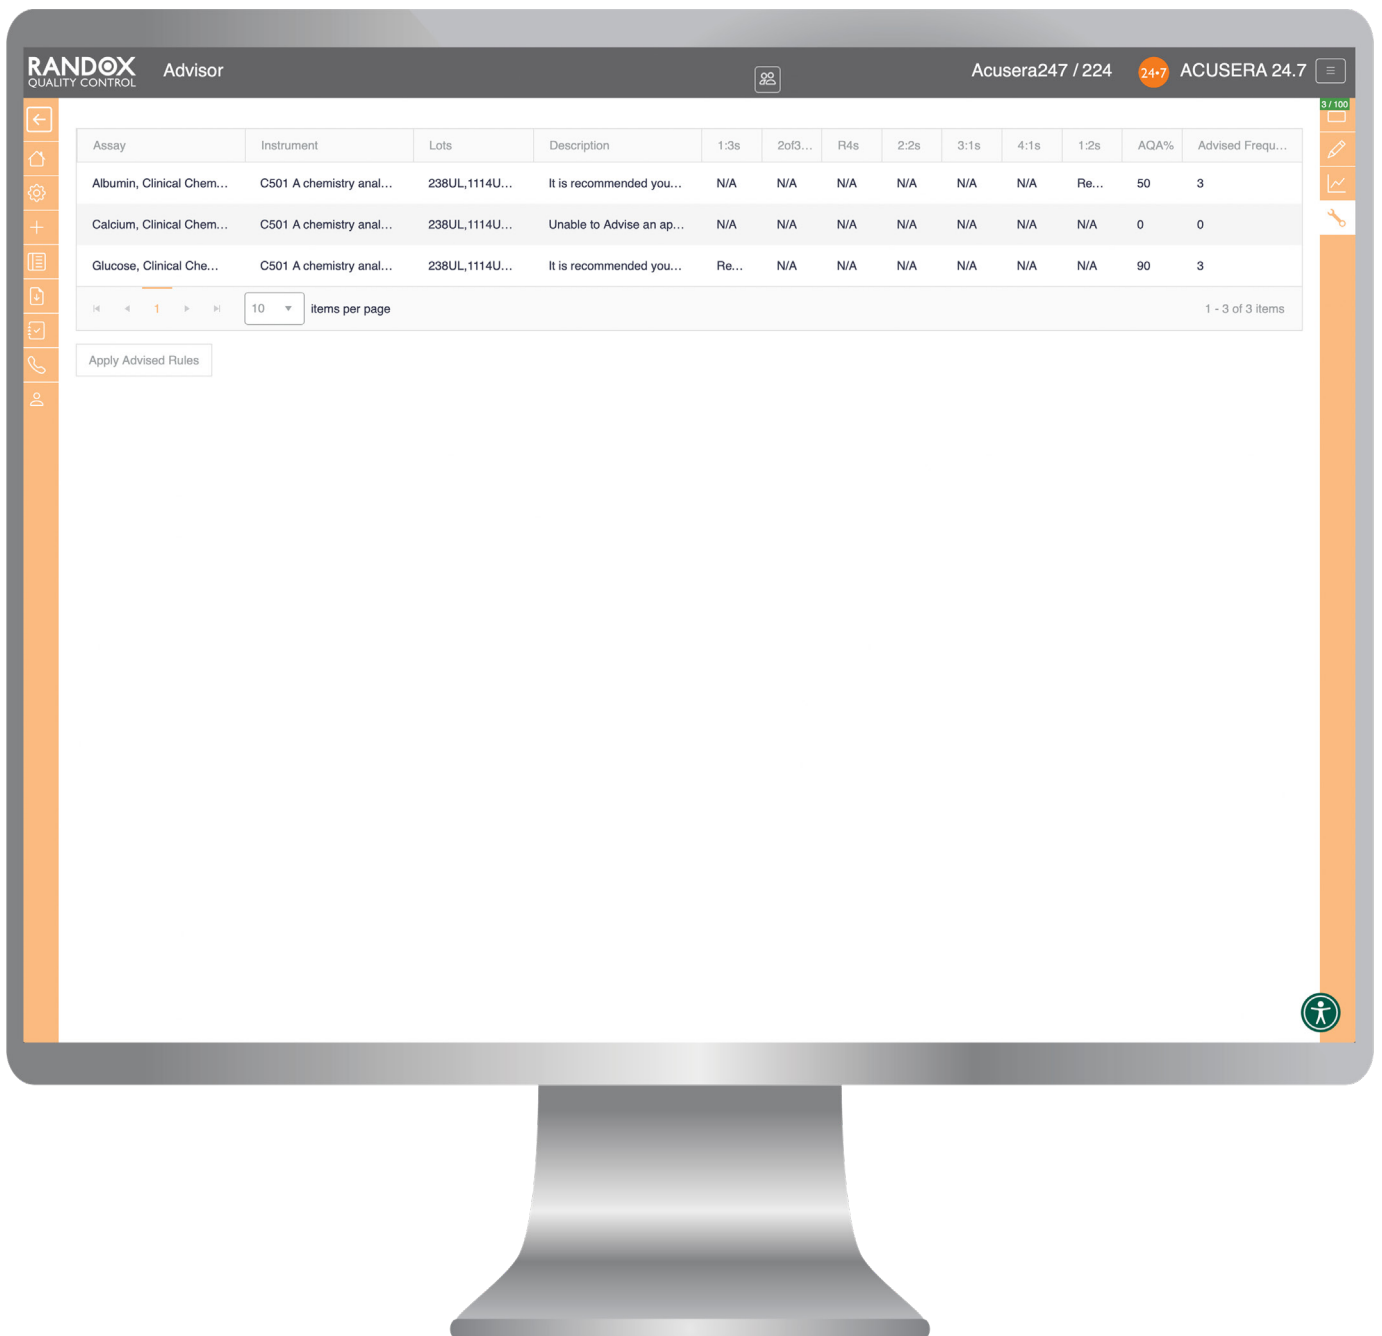 RANDOX
QUALITY CONTROL
Advisor
Acusera247 / 224
24•7
ACUSERA 24.7
3 / 100
Assay Instrument Lots Description 1:3s 2of3... R4s 2:2s 3:1s 4:1s 1:2s AQA% Advised Frequ...
Albumin, Clinical Chem... C501 A chemistry anal... 238UL,1114U... It is recommended you... N/A N/A N/A N/A N/A N/A Re... 50 3
Calcium, Clinical Chem... C501 A chemistry anal... 238UL,1114U... Unable to Advise an ap... N/A N/A N/A N/A N/A N/A N/A 0 0
Glucose, Clinical Che... C501 A chemistry anal... 238UL,1114U... It is recommended you... Re... N/A N/A N/A N/A N/A N/A 90 3
1 10 items per page 1 - 3 of 3 items
Apply Advised Rules